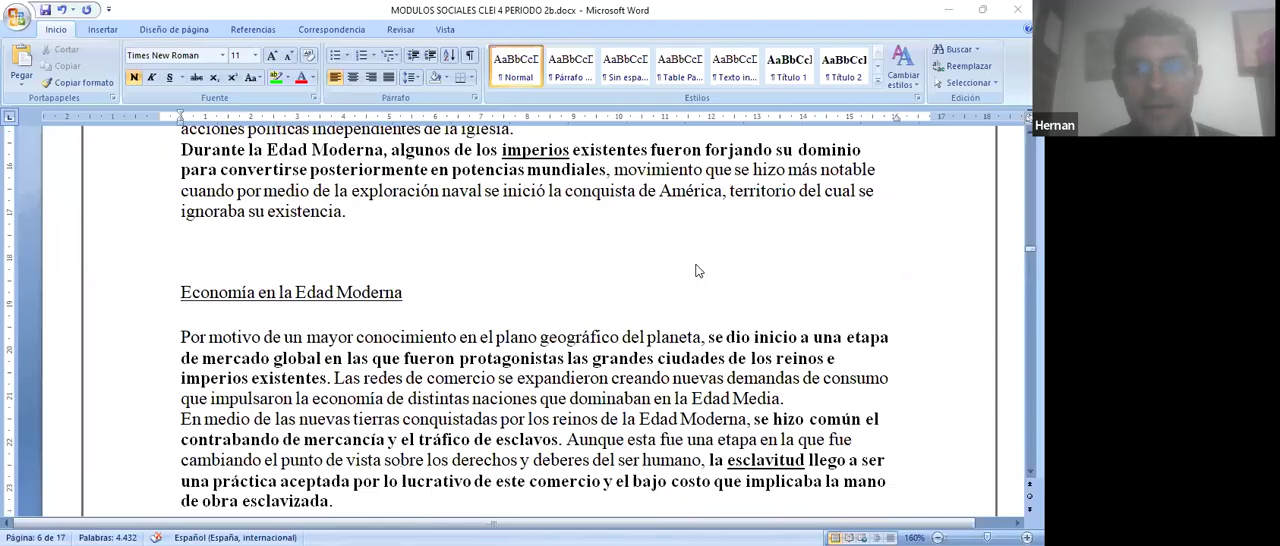 MODULOS SOCIALES CLEI 4 PERIODO 2b.docx - Microsoft Word
Inicio Insertar Diseño de página Referencias Correspondencia Revisar Vista
Pegar
Cortar
Copiar
Copiar formato
Portapapeles
Times New Roman 11
Fuente
Párrafo
AaBbCcD AaBbCcD AaBbCcD AaBbCcD AaBbCcD AaBbCc AaBbCc
¶ Normal ¶ Párrafo ... ¶ Sin espa... ¶ Table Pa... ¶ Texto in... ¶ Título 1 ¶ Título 2
Cambiar estilos
Estilos
Buscar
Reemplazar
Seleccionar
Edición
Hernan
acciones políticas independientes de la Iglesia.
Durante la Edad Moderna, algunos de los imperios existentes fueron forjando su dominio
para convertirse posteriormente en potencias mundiales, movimiento que se hizo más notable
cuando por medio de la exploración naval se inició la conquista de América, territorio del cual se
ignoraba su existencia.
Economía en la Edad Moderna
Por motivo de un mayor conocimiento en el plano geográfico del planeta, se dio inicio a una etapa
de mercado global en las que fueron protagonistas las grandes ciudades de los reinos e
imperios existentes. Las redes de comercio se expandieron creando nuevas demandas de consumo
que impulsaron la economía de distintas naciones que dominaban en la Edad Media.
En medio de las nuevas tierras conquistadas por los reinos de la Edad Moderna, se hizo común el
contrabando de mercancía y el tráfico de esclavos. Aunque esta fue una etapa en la que fue
cambiando el punto de vista sobre los derechos y deberes del ser humano, la esclavitud llego a ser
una práctica aceptada por lo lucrativo de este comercio y el bajo costo que implicaba la mano
de obra esclavizada.
Página: 6 de 17 Palabras: 4.432 Español (España, internacional) 160%